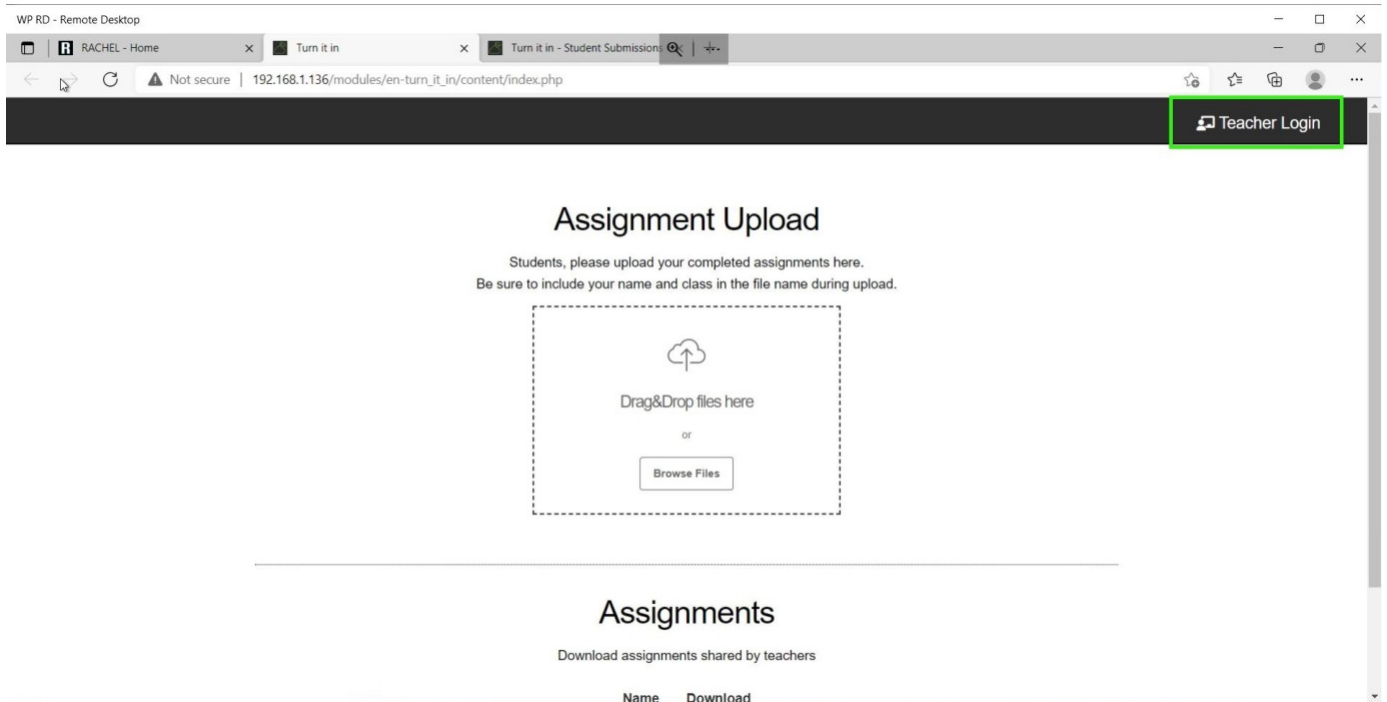 WP RD - Remote Desktop
RACHEL - Home
Turn it in
Turn it in - Student Submissions
Not secure | 192.168.1.136/modules/en-turn_it_in/content/index.php
Teacher Login
Assignment Upload
Students, please upload your completed assignments here.
Be sure to include your name and class in the file name during upload.
Drag&Drop files here
or
Browse Files
Assignments
Download assignments shared by teachers
Name Download